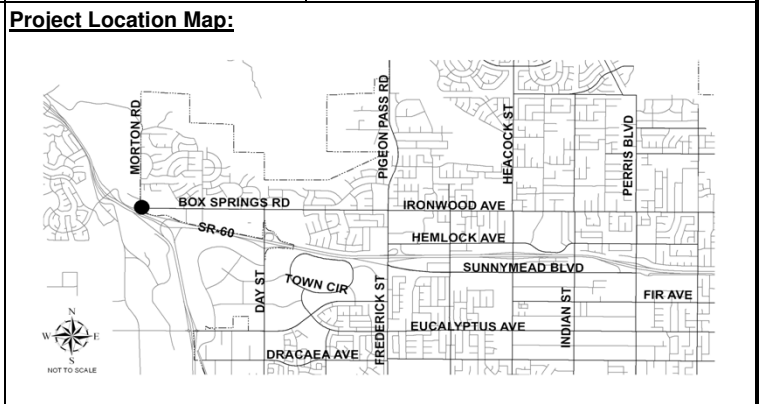 Project Location Map:
MORTON RD
PIGEON PASS RD
HEACOCK ST
PERRIS BLVD
BOX SPRINGS RD
IRONWOOD AVE
SR-60
HEMLOCK AVE
SUNNYMEAD BLVD
DAY ST
TOWN CIR
FREDERICK ST
INDIAN ST
FIR AVE
EUCALYPTUS AVE
DRACAEA AVE
N
W
E
S
NOT TO SCALE